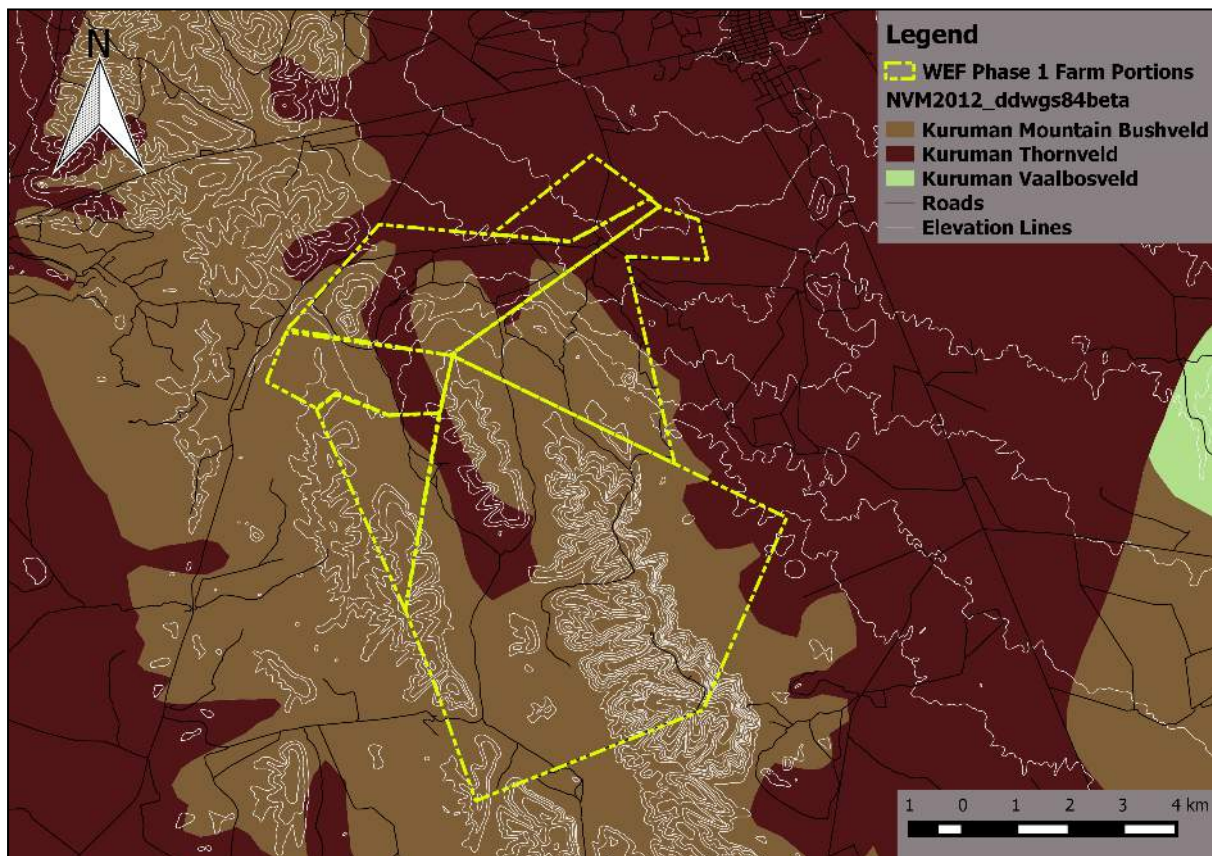 N
Legend
WEF Phase 1 Farm Portions
NVM2012_ddwgs84beta
Kuruman Mountain Bushveld
Kuruman Thornveld
Kuruman Vaalbosveld
Roads
Elevation Lines
1 0 1 2 3 4 km